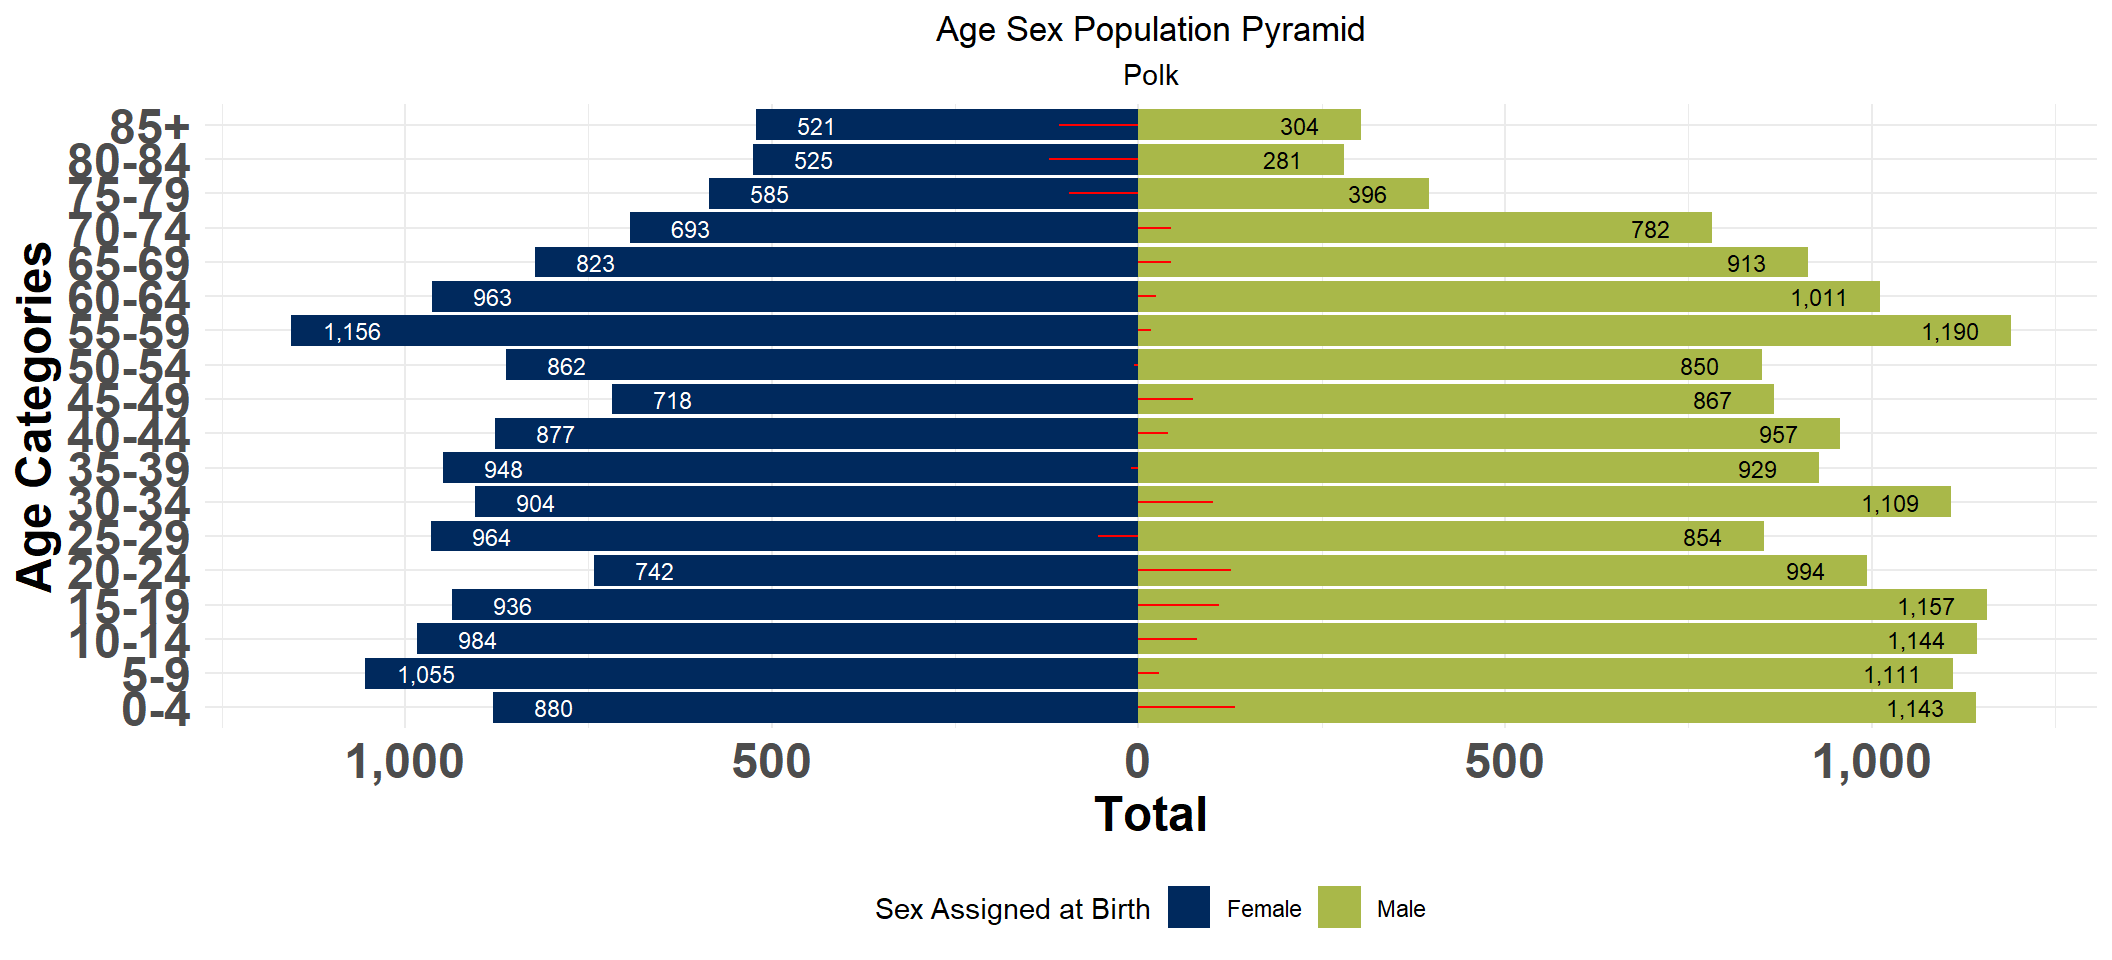 Age Sex Population Pyramid
Polk
Age Categories
85+ 521 304
80-84 525 281
75-79 585 396
70-74 693 782
65-69 823 913
60-64 963 1,011
55-59 1,156 1,190
50-54 862 850
45-49 718 867
40-44 877 957
35-39 948 929
30-34 904 1,109
25-29 964 854
20-24 742 994
15-19 936 1,157
10-14 984 1,144
5-9 1,055 1,111
0-4 880 1,143
1,000 500 0 500 1,000
Total
Sex Assigned at Birth Female Male